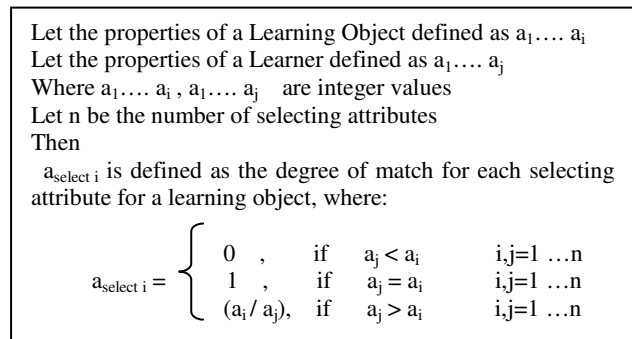 Let the properties of a Learning Object defined as a₁…. aᵢ
Let the properties of a Learner defined as a₁…. aⱼ
Where a₁…. aᵢ , a₁…. aⱼ are integer values
Let n be the number of selecting attributes
Then
a_select i is defined as the degree of match for each selecting
attribute for a learning object, where:
0 , if aⱼ < aᵢ i,j=1 …n
a_select i = { 1 , if aⱼ = aᵢ i,j=1 …n
(aᵢ / aⱼ), if aⱼ > aᵢ i,j=1 …n